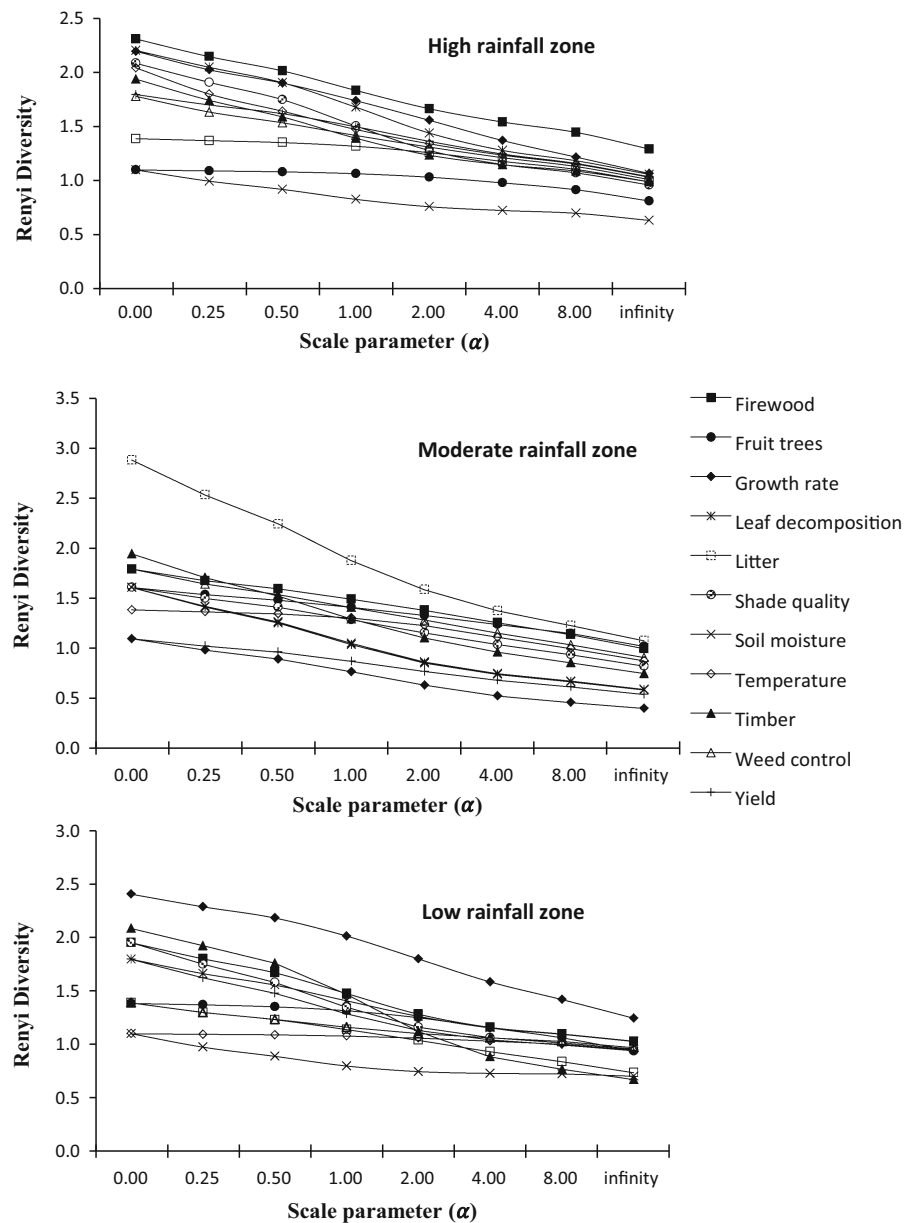 2.5
High rainfall zone
2.0
1.5
1.0
0.5
0.0
Renyi Diversity
0.00 0.25 0.50 1.00 2.00 4.00 8.00 infinity
Scale parameter (α)
3.5
Moderate rainfall zone
3.0
2.5
2.0
1.5
1.0
0.5
0.0
Renyi Diversity
0.00 0.25 0.50 1.00 2.00 4.00 8.00 infinity
Scale parameter (α)
Firewood
Fruit trees
Growth rate
Leaf decomposition
Litter
Shade quality
Soil moisture
Temperature
Timber
Weed control
Yield
3.0
Low rainfall zone
2.5
2.0
1.5
1.0
0.5
0.0
Renyi Diversity
0.00 0.25 0.50 1.00 2.00 4.00 8.00 infinity
Scale parameter (α)